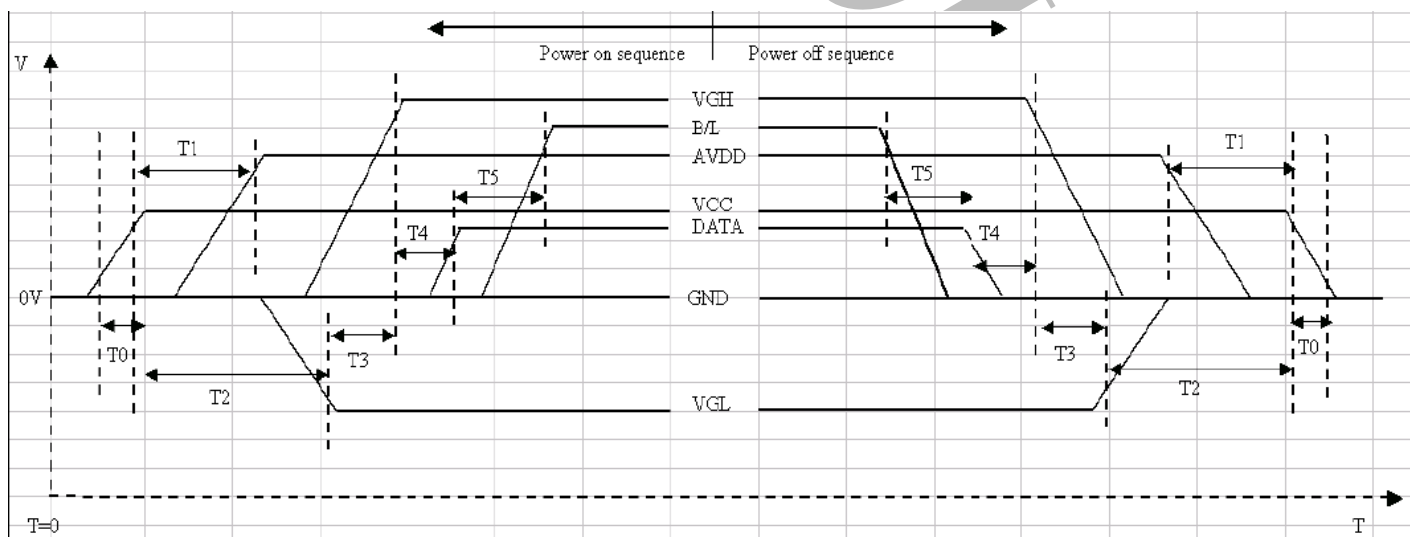 Power on sequence Power off sequence
V
VGH
B/L
T1 AVDD T1
T5 T5
VCC
T4 DATA T4
0V GND
T0 T3 T3 T0
T2 VGL T2
T=0 T